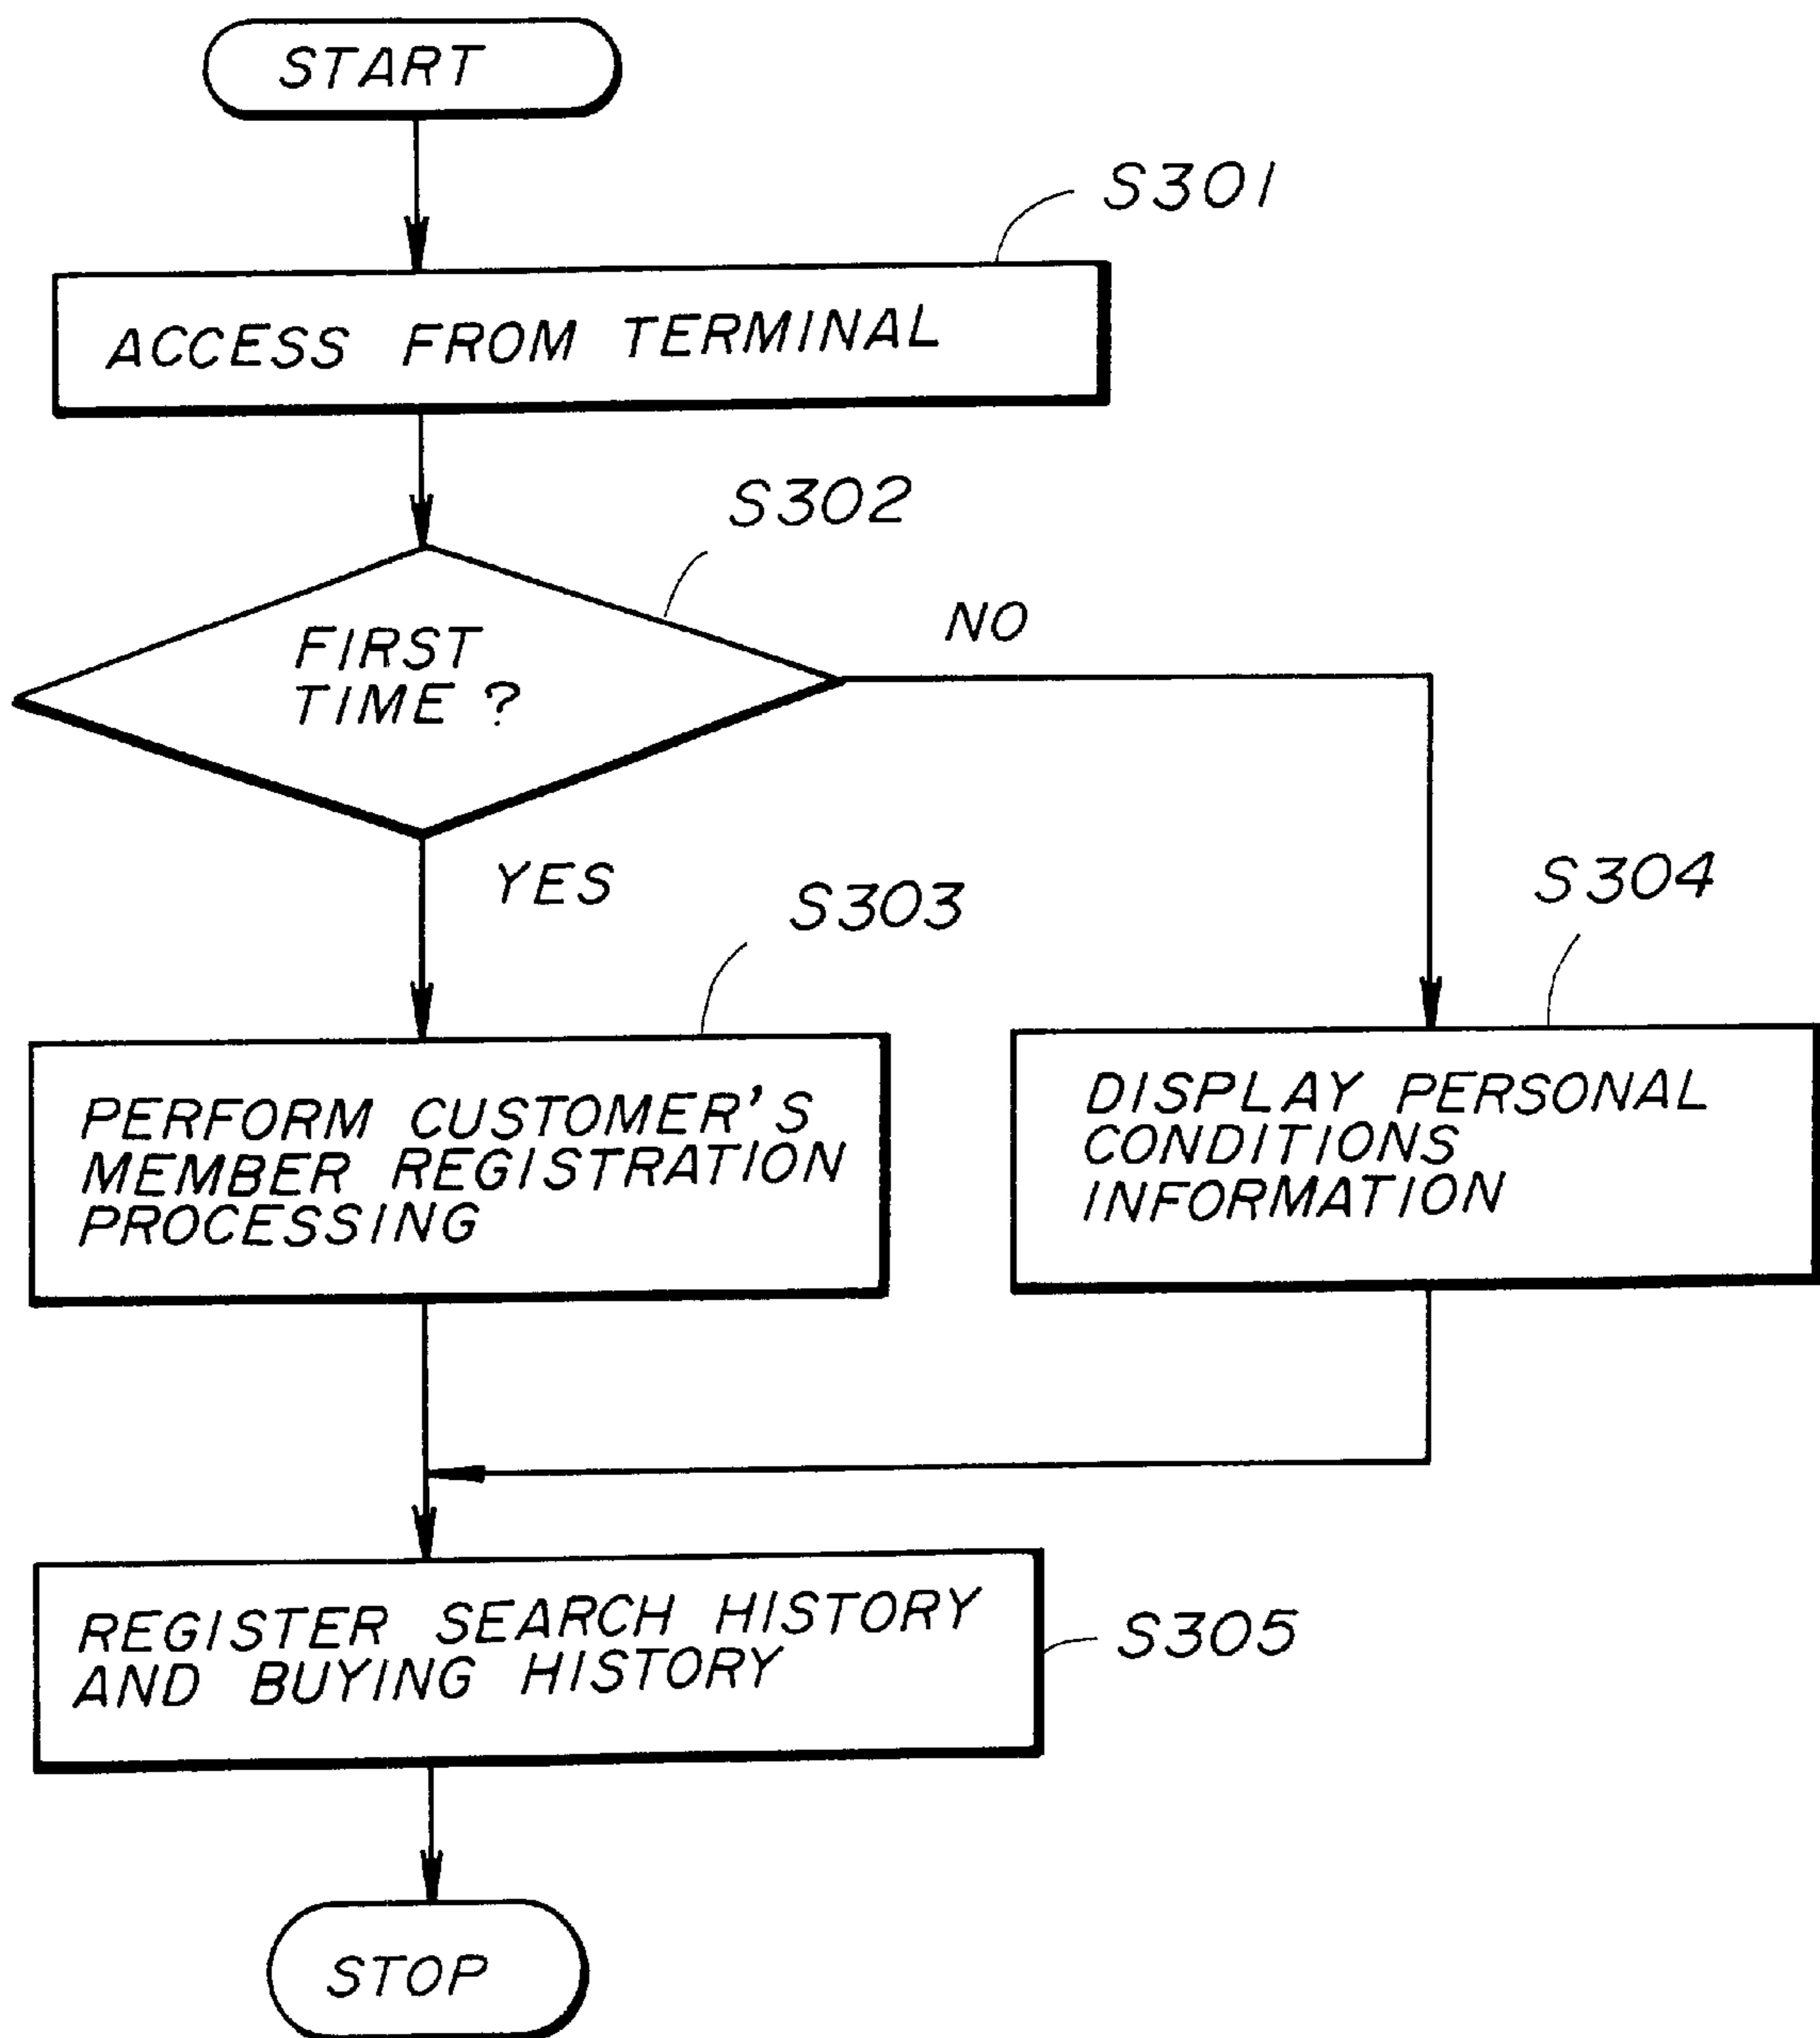 START
S301
ACCESS FROM TERMINAL
S302
FIRST
TIME ?
NO
YES
S303
S304
PERFORM CUSTOMER'S
MEMBER REGISTRATION
PROCESSING
DISPLAY PERSONAL
CONDITIONS
INFORMATION
REGISTER SEARCH HISTORY
AND BUYING HISTORY
S305
STOP